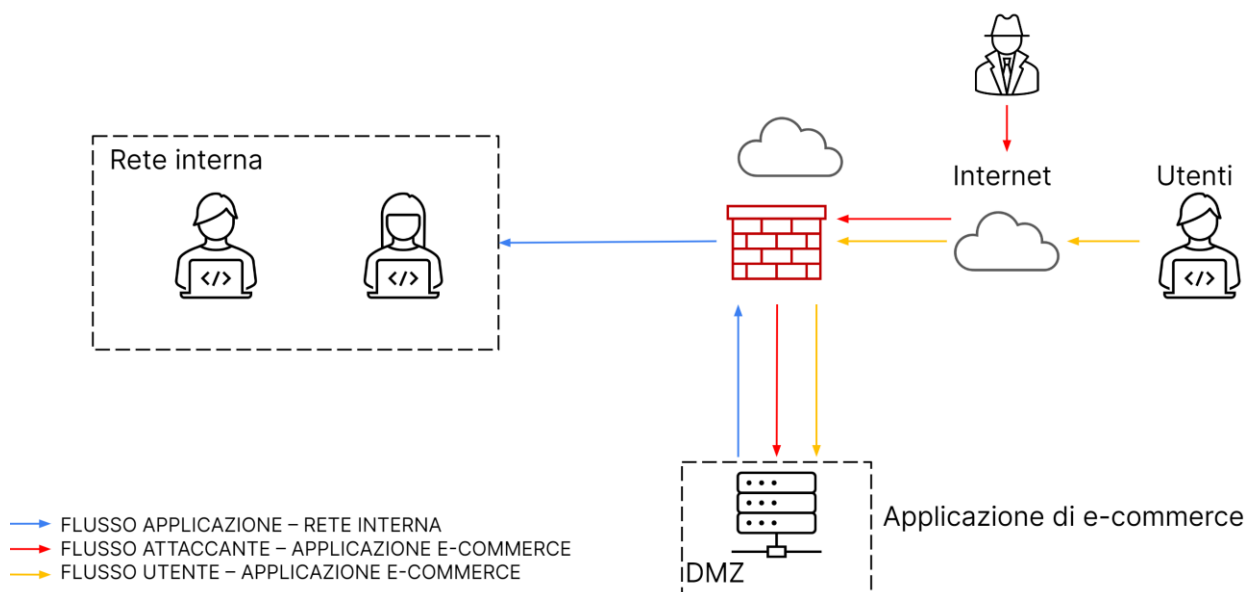 Rete interna
Internet
Utenti
</>
</>
</>
Applicazione di e-commerce
DMZ
FLUSSO APPLICAZIONE – RETE INTERNA
FLUSSO ATTACCANTE – APPLICAZIONE E-COMMERCE
FLUSSO UTENTE – APPLICAZIONE E-COMMERCE